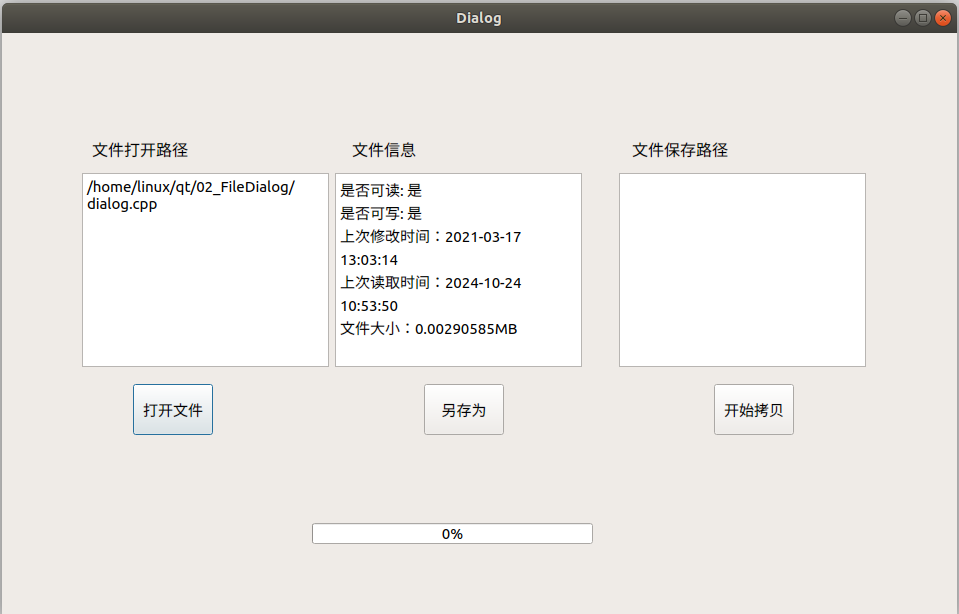 Dialog
文件打开路径
文件信息
文件保存路径
/home/linux/qt/02_FileDialog/
dialog.cpp
是否可读: 是
是否可写: 是
上次修改时间：2021-03-17
13:03:14
上次读取时间：2024-10-24
10:53:50
文件大小：0.00290585MB
打开文件
另存为
开始拷贝
0%